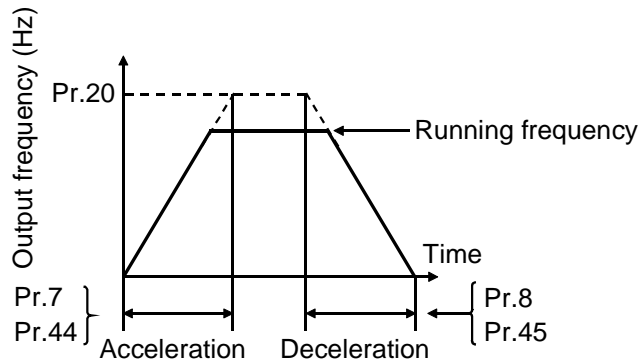 Output frequency (Hz)
Pr.20
Running frequency
Time
Pr.7
Pr.44
Acceleration
Deceleration
Pr.8
Pr.45